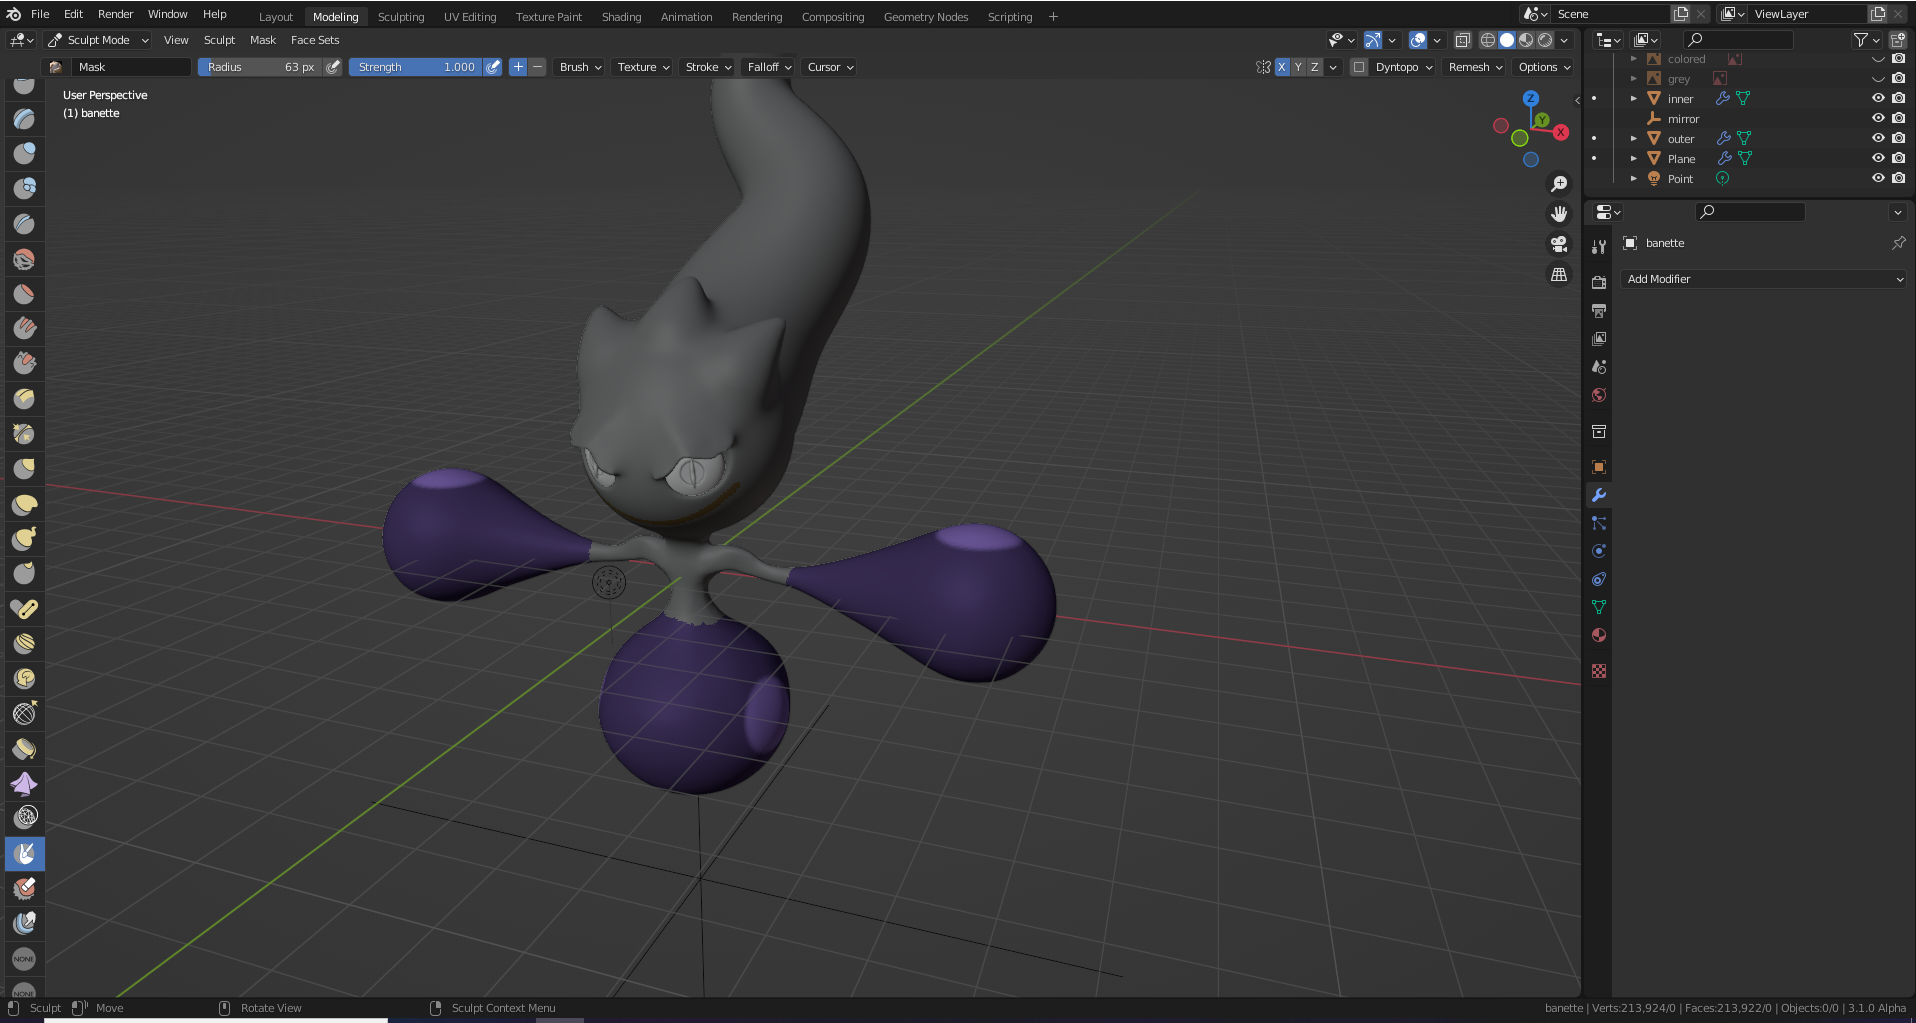 File Edit Render Window Help Layout Modeling Sculpting UV Editing Texture Paint Shading Animation Rendering Compositing Geometry Nodes Scripting + Scene ViewLayer
Sculpt Mode View Sculpt Mask Face Sets
Mask Radius 63 px Strength 1.000 + − Brush Texture Stroke Falloff Cursor X Y Z Dyntopo Remesh Options
User Perspective
(1) banette
Z
Y
X
colored
grey
inner
mirror
outer
Plane
Point
banette
Add Modifier
NONE
NONE
Sculpt Move Rotate View Sculpt Context Menu banette | Verts:213,924/0 | Faces:213,922/0 | Objects:0/0 | 3.1.0 Alpha